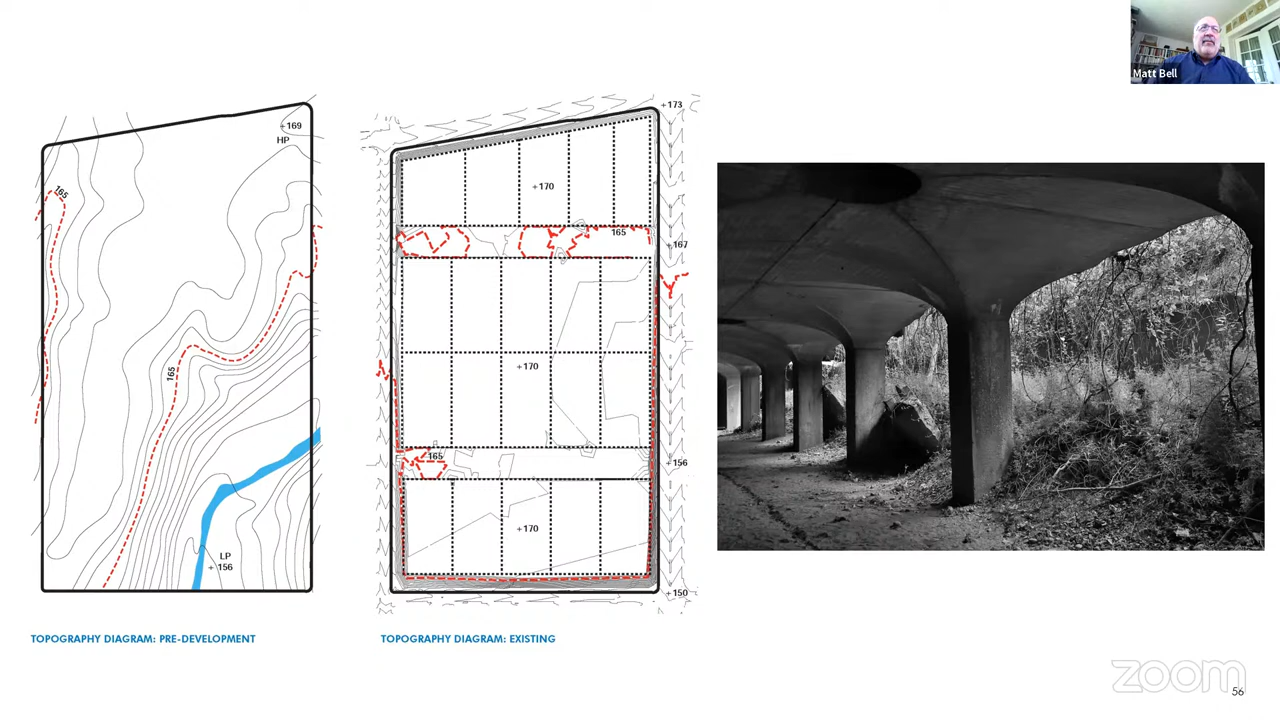 Matt Bell
+169
HP
165
165
LP
+ 156
+173
+170
165
+167
+170
165
+156
+170
+150
TOPOGRAPHY DIAGRAM: PRE-DEVELOPMENT
TOPOGRAPHY DIAGRAM: EXISTING
zoom
56